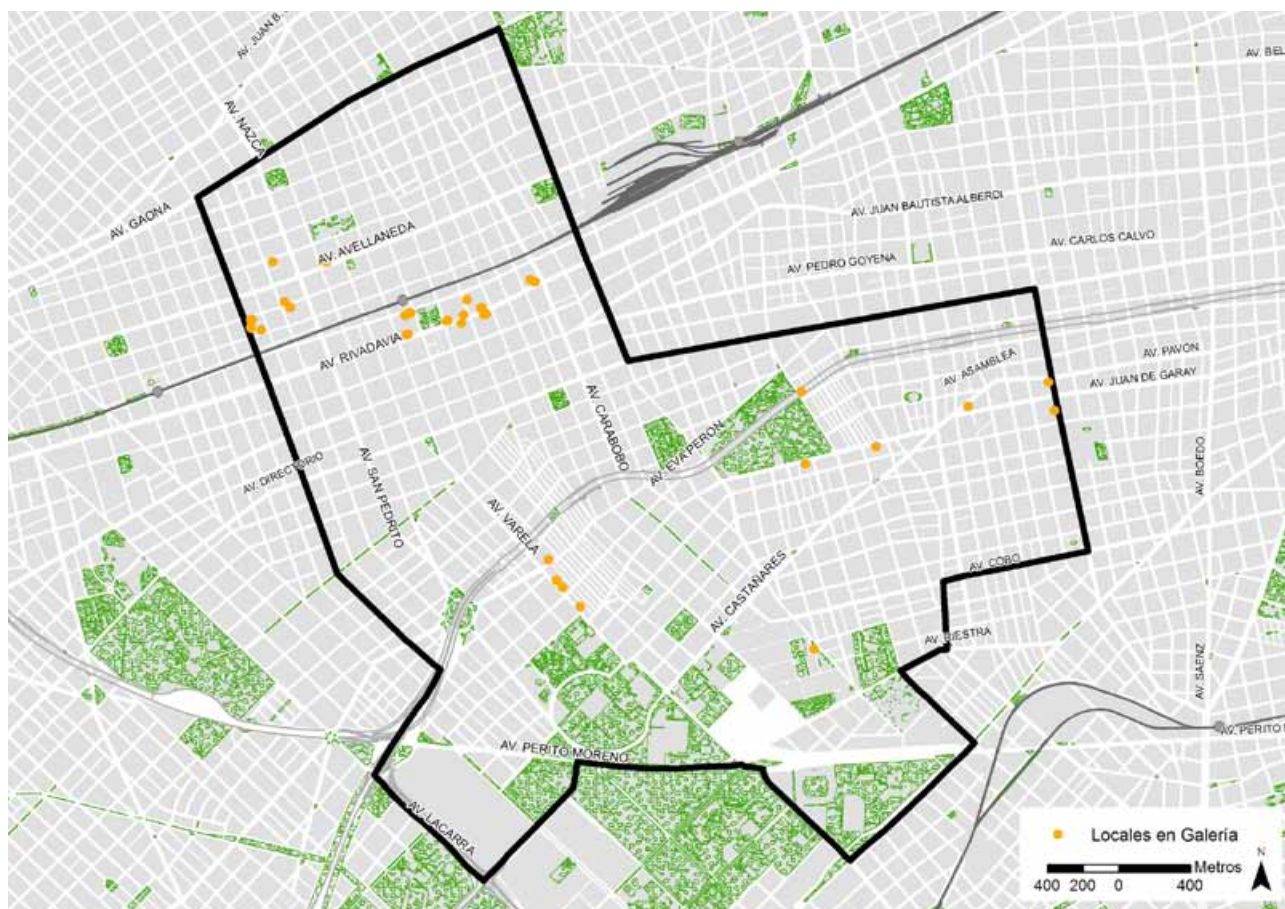 AV. JUAN B.
AV. BEL
AV. NAZCA
AV. GAONA
AV. JUAN BAUTISTA ALBERDI
AV. AVELLANEDA
AV. CARLOS CALVO
AV. PEDRO GOYENA
AV. RIVADAVIA
AV. PAVON
AV. ASAMBLEA
AV. JUAN DE GARAY
AV. CARABOBO
AV. EVA PERON
AV. BOEDO
AV. DIRECTORIO
AV. SAN PEDRITO
AV. VARELA
AV. COBO
AV. CASTAÑARES
AV. RIESTRA
AV. SAENZ
AV. PERITO
AV. PERITO MORENO
AV. LACARRA
Locales en Galería
N
Metros
400 200 0 400